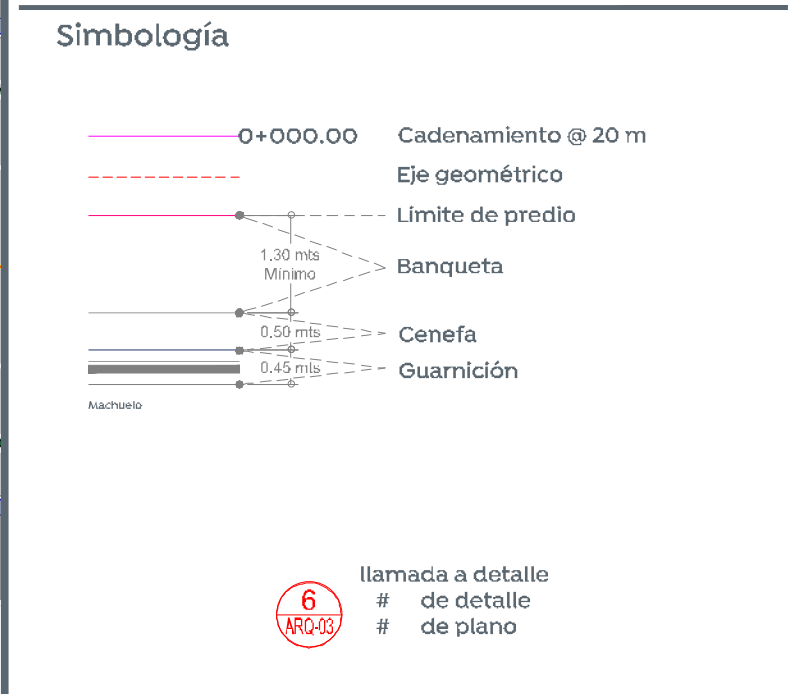 Simbología
0+000.00 Cadenamiento @ 20 m
Eje geométrico
Límite de predio
1.30 mts
Mínimo
Banqueta
0.50 mts
Cenefa
0.45 mts
Guarnición
Machuelo
llamada a detalle
6
# de detalle
ARQ-03
# de plano